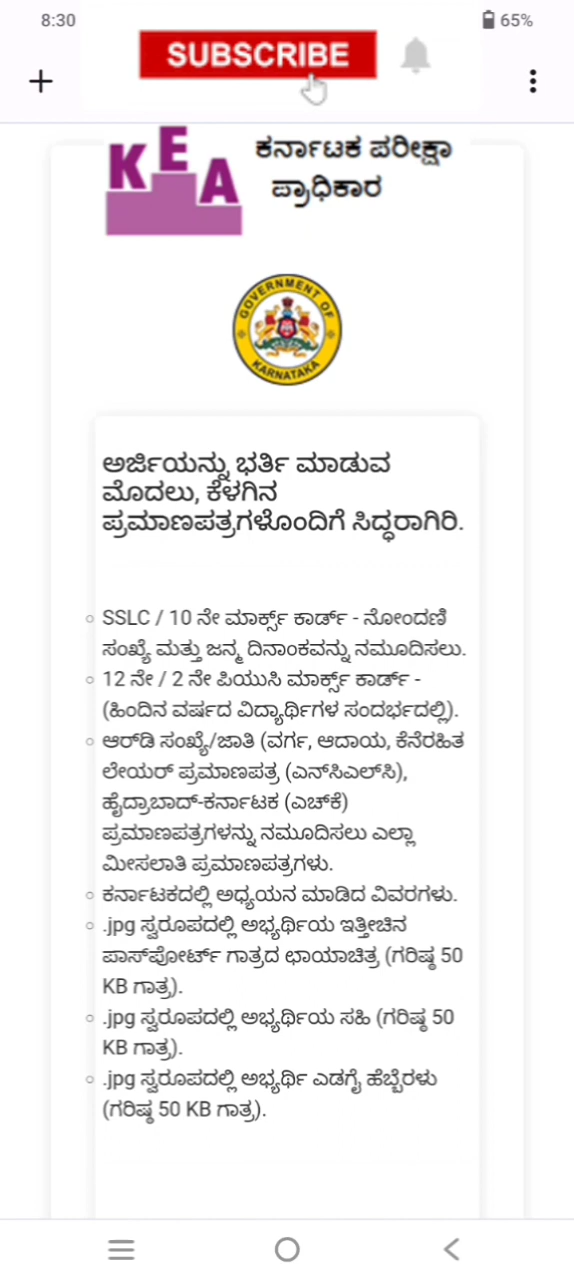 8:30
65%
SUBSCRIBE
KEA
ಕರ್ನಾಟಕ ಪರೀಕ್ಷಾ
ಪ್ರಾಧಿಕಾರ
GOVERNMENT OF
KARNATAKA
ಅರ್ಜಿಯನ್ನು ಭರ್ತಿ ಮಾಡುವ
ಮೊದಲು, ಕೆಳಗಿನ
ಪ್ರಮಾಣಪತ್ರಗಳೊಂದಿಗೆ ಸಿದ್ಧರಾಗಿರಿ.
SSLC / 10 ನೇ ಮಾರ್ಕ್ಸ್ ಕಾರ್ಡ್ - ನೋಂದಣಿ
ಸಂಖ್ಯೆ ಮತ್ತು ಜನ್ಮ ದಿನಾಂಕವನ್ನು ನಮೂದಿಸಲು.
12 ನೇ / 2 ನೇ ಪಿಯುಸಿ ಮಾರ್ಕ್ಸ್ ಕಾರ್ಡ್ -
(ಹಿಂದಿನ ವರ್ಷದ ವಿದ್ಯಾರ್ಥಿಗಳ ಸಂದರ್ಭದಲ್ಲಿ).
ಆರ್‌ಡಿ ಸಂಖ್ಯೆ/ಜಾತಿ (ವರ್ಗ, ಆದಾಯ, ಕೆನೆರಹಿತ
ಲೇಯರ್ ಪ್ರಮಾಣಪತ್ರ (ಎನ್‌ಸಿಎಲ್‌ಸಿ),
ಹೈದ್ರಾಬಾದ್-ಕರ್ನಾಟಕ (ಎಚ್‌ಕೆ)
ಪ್ರಮಾಣಪತ್ರಗಳನ್ನು ನಮೂದಿಸಲು ಎಲ್ಲಾ
ಮೀಸಲಾತಿ ಪ್ರಮಾಣಪತ್ರಗಳು.
ಕರ್ನಾಟಕದಲ್ಲಿ ಅಧ್ಯಯನ ಮಾಡಿದ ವಿವರಗಳು.
.jpg ಸ್ವರೂಪದಲ್ಲಿ ಅಭ್ಯರ್ಥಿಯ ಇತ್ತೀಚಿನ
ಪಾಸ್‌ಪೋರ್ಟ್ ಗಾತ್ರದ ಛಾಯಾಚಿತ್ರ (ಗರಿಷ್ಠ 50
KB ಗಾತ್ರ).
.jpg ಸ್ವರೂಪದಲ್ಲಿ ಅಭ್ಯರ್ಥಿಯ ಸಹಿ (ಗರಿಷ್ಠ 50
KB ಗಾತ್ರ).
.jpg ಸ್ವರೂಪದಲ್ಲಿ ಅಭ್ಯರ್ಥಿ ಎಡಗೈ ಹೆಬ್ಬೆರಳು
(ಗರಿಷ್ಠ 50 KB ಗಾತ್ರ).